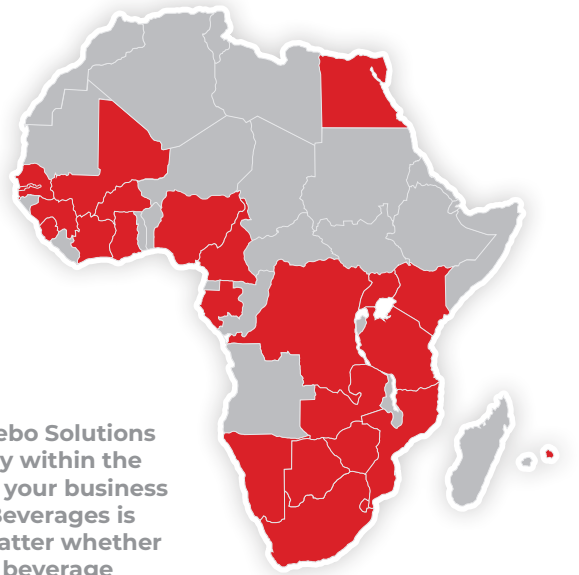 ebo Solutions
y within the
your business
Beverages is
atter whether
beverage